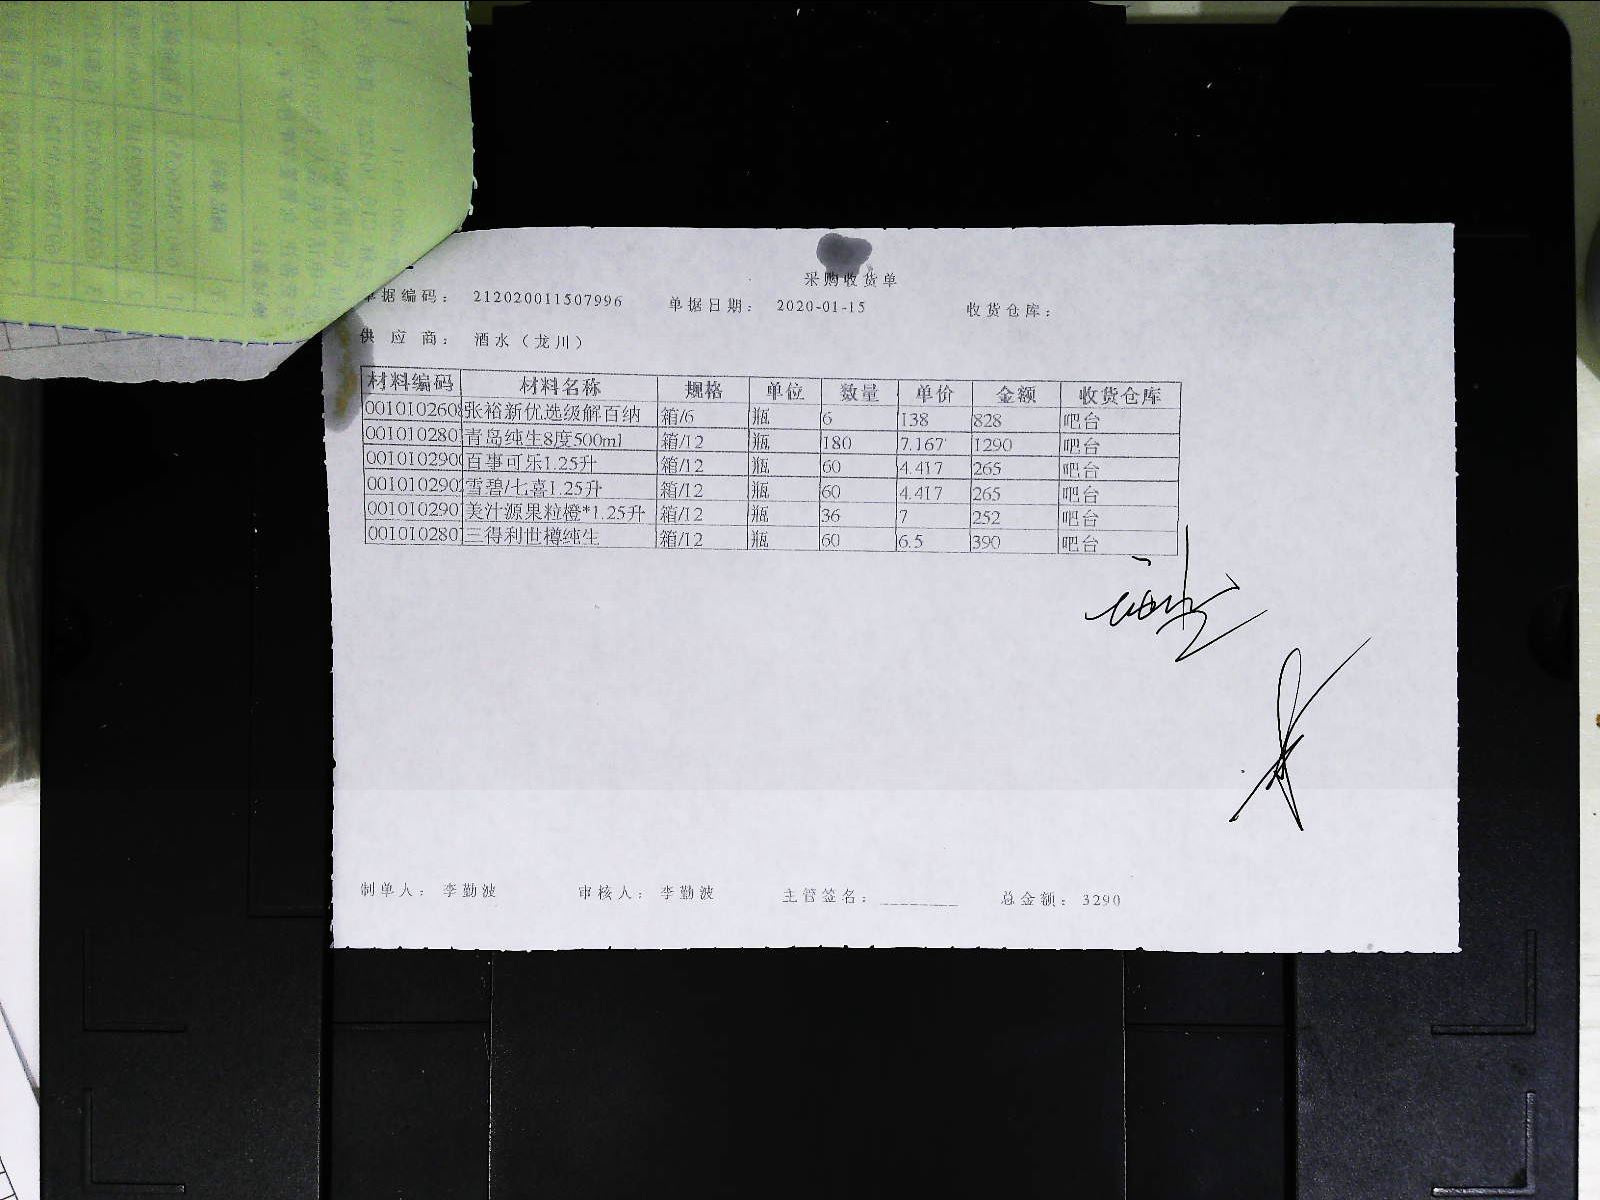 采购收货单
单据编码： 212020011507996 单据日期： 2020-01-15 收货仓库：
供 应 商： 酒水（龙川）
材料编码 材料名称 规格 单位 数量 单价 金额 收货仓库
001010260 张裕新优选级解百纳 箱/6 瓶 6 138 828 吧台
001010280 青岛纯生8度500ml 箱/12 瓶 180 7.167 1290 吧台
001010290 百事可乐1.25升 箱/12 瓶 60 4.417 265 吧台
001010290 雪碧/七喜1.25升 箱/12 瓶 60 4.417 265 吧台
001010290 美汁源果粒橙*1.25升 箱/12 瓶 36 7 252 吧台
001010280 三得利世樽纯生 箱/12 瓶 60 6.5 390 吧台
制单人： 李勤波 审核人： 李勤波 主管签名： 总金额： 3290